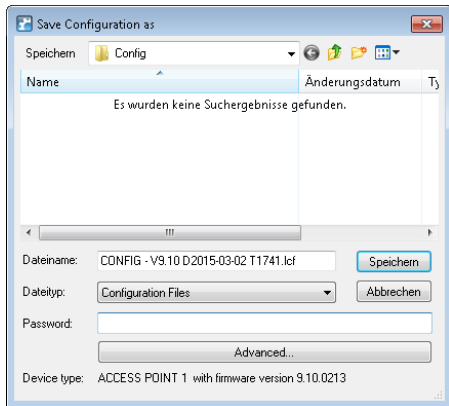 Save Configuration as
Speichern
Config
Name
Änderungsdatum
Ty
Es wurden keine Suchergebnisse gefunden.
Dateiname:
CONFIG - V9.10 D2015-03-02 T1741.lcf
Speichern
Dateityp:
Configuration Files
Abbrechen
Password:
Advanced...
Device type: ACCESS POINT 1 with firmware version 9.10.0213